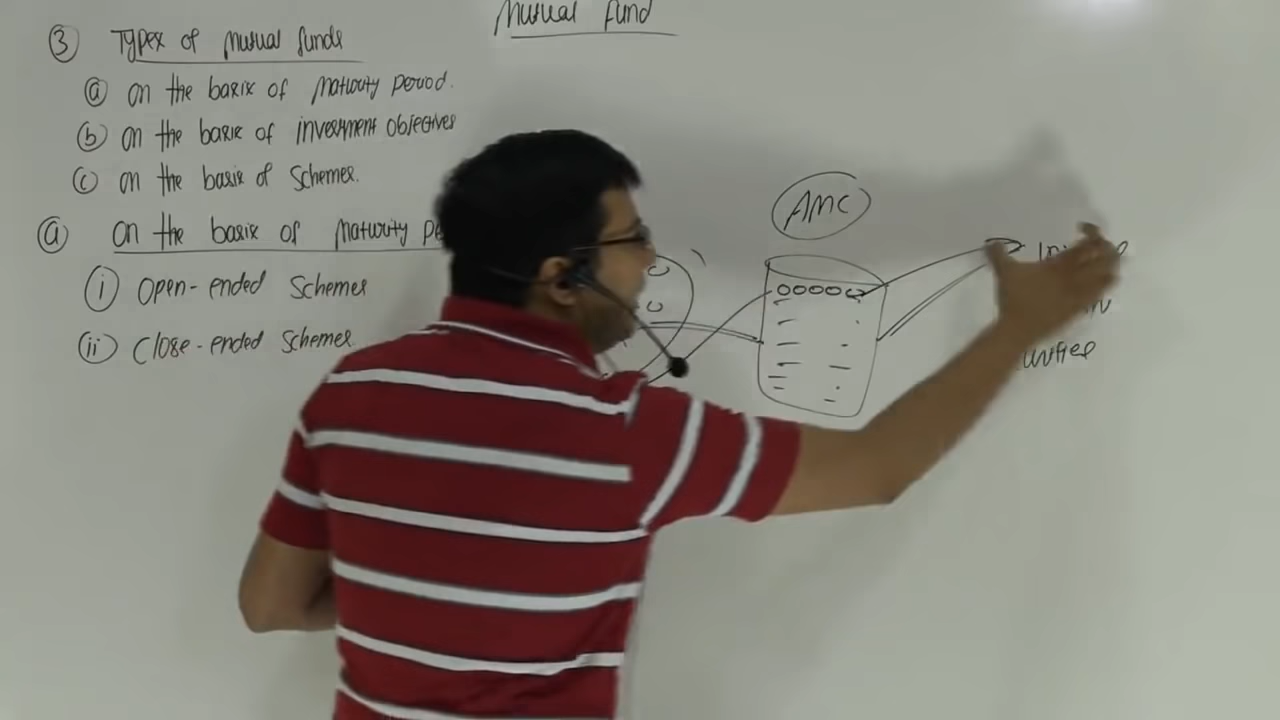 Mutual Fund
③ Types of Mutual funds
ⓐ on the basis of Maturity Period.
ⓑ on the basis of investment objectives
ⓒ on the basis of Schemes.
ⓐ on the basis of Maturity Pe
ⓘ Open-ended Schemes
(ii) Close-ended Schemes.
AMC